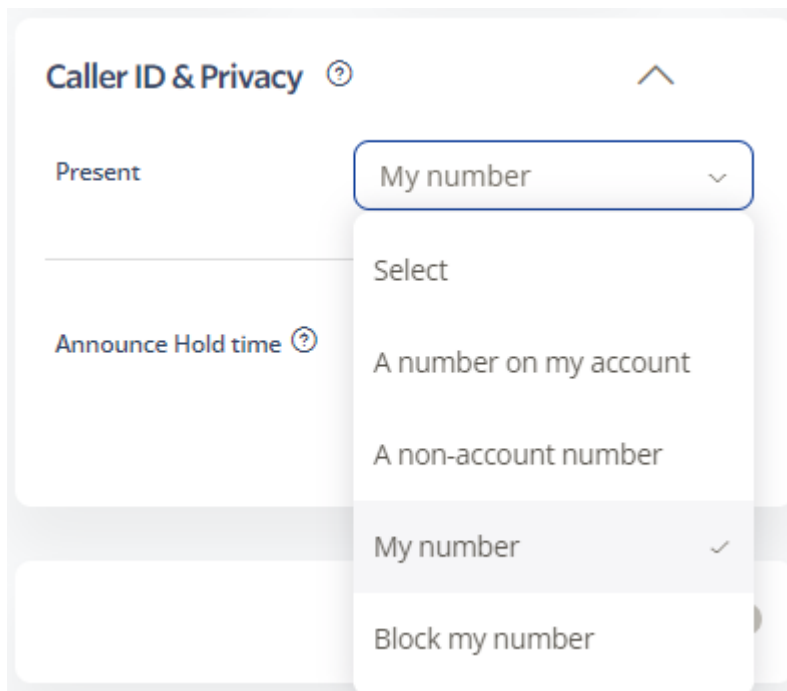 Caller ID & Privacy ?
Present
My number
Select
Announce Hold time ?
A number on my account
A non-account number
My number
Block my number